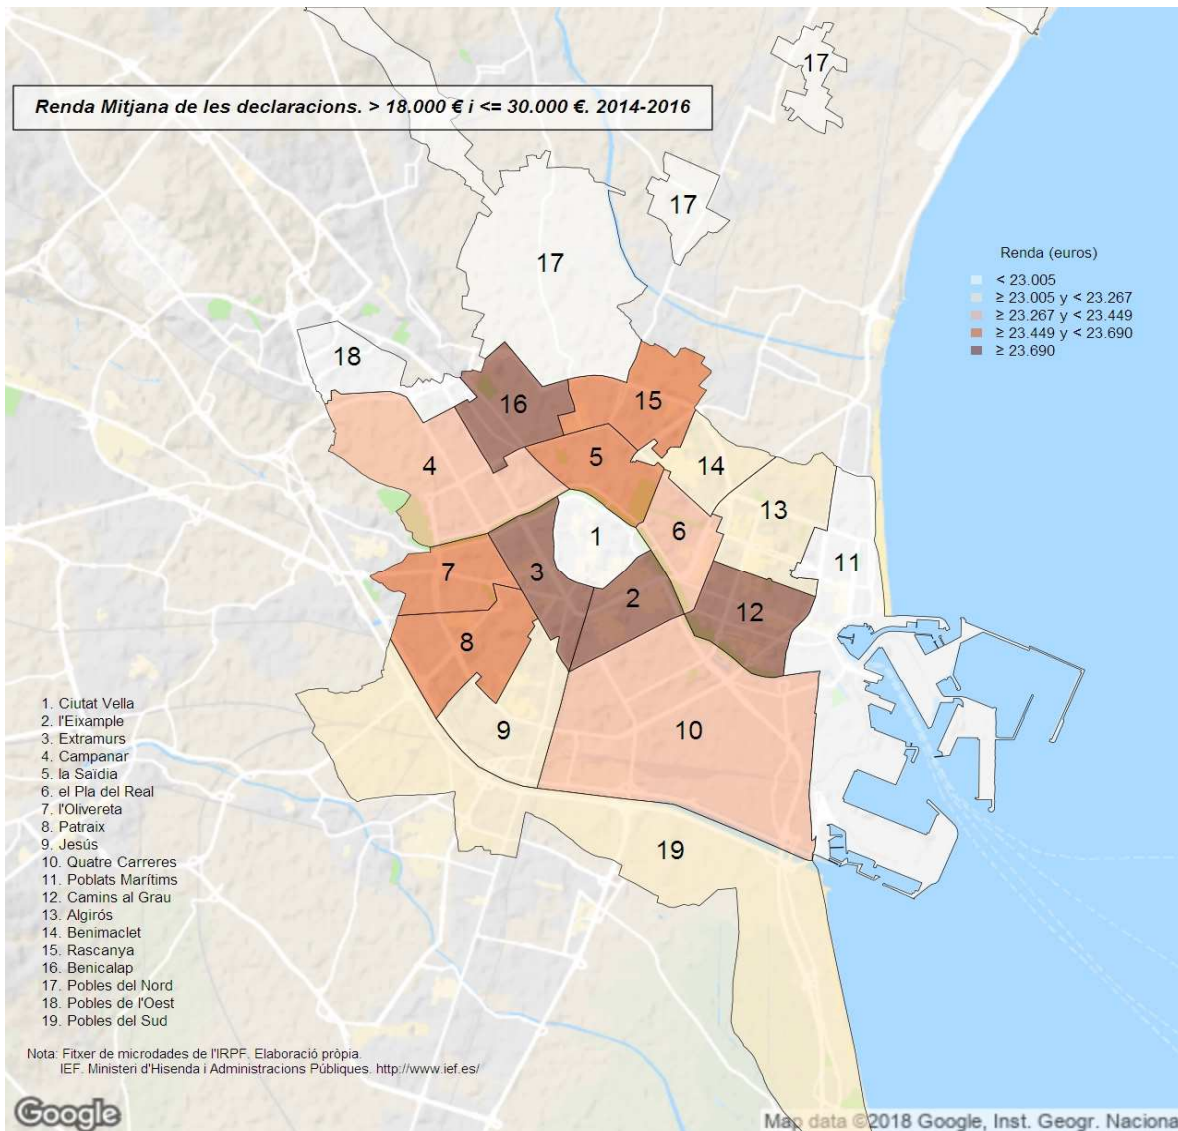 17
Renda Mitjana de les declaracions. > 18.000 € i <= 30.000 €. 2014-2016
17
17
Renda (euros)
< 23.005
≥ 23.005 y < 23.267
≥ 23.267 y < 23.449
≥ 23.449 y < 23.690
≥ 23.690
18
16
15
4
5
14
13
6
1
11
7
3
2
12
8
9
10
19
1. Ciutat Vella
2. l'Eixample
3. Extramurs
4. Campanar
5. la Saïdia
6. el Pla del Real
7. l'Olivereta
8. Patraix
9. Jesús
10. Quatre Carreres
11. Poblats Marítims
12. Camins al Grau
13. Algirós
14. Benimaclet
15. Rascanya
16. Benicalap
17. Pobles del Nord
18. Pobles de l'Oest
19. Pobles del Sud
Nota: Fitxer de microdades de l'IRPF. Elaboració pròpia.
IEF. Ministeri d'Hisenda i Administracions Públiques. http://www.ief.es/
Google
Map data ©2018 Google, Inst. Geogr. Naciona